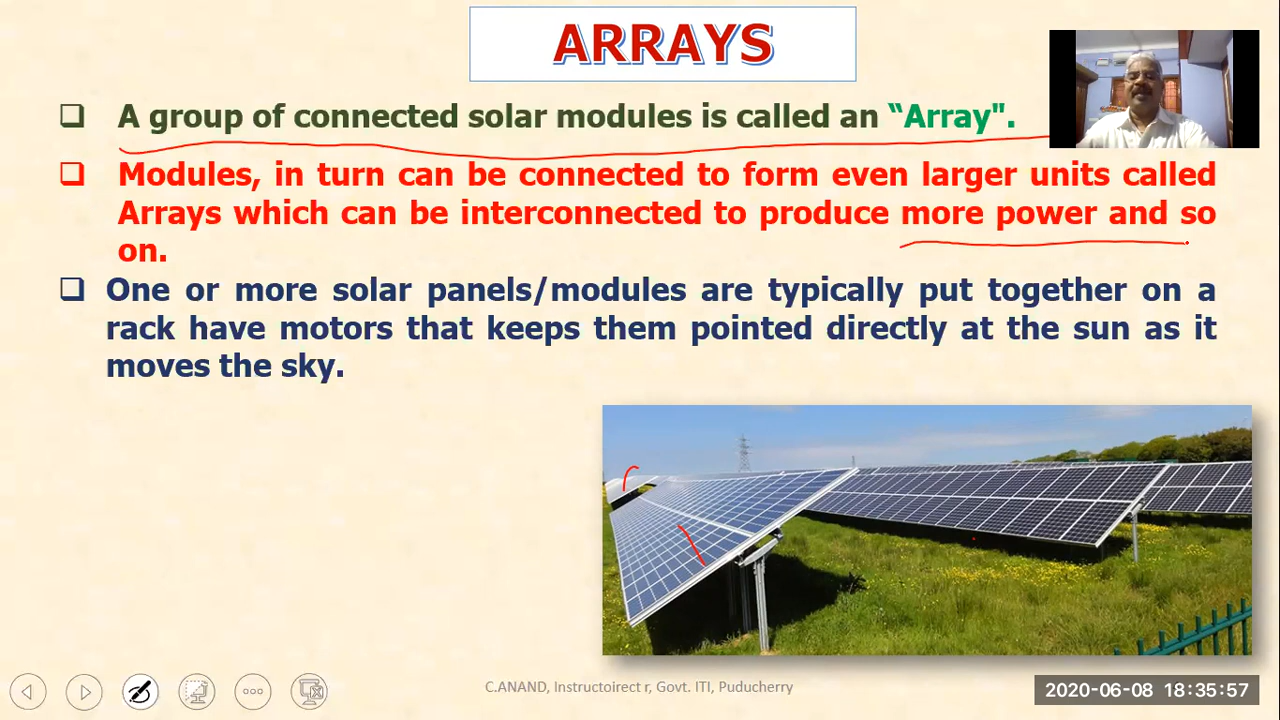 ARRAYS
❑ A group of connected solar modules is called an “Array".
❑ Modules, in turn can be connected to form even larger units called
Arrays which can be interconnected to produce more power and so
on.
❑ One or more solar panels/modules are typically put together on a
rack have motors that keeps them pointed directly at the sun as it
moves the sky.
C.ANAND, Instructoirect r, Govt. ITI, Puducherry
2020-06-08 18:35:57